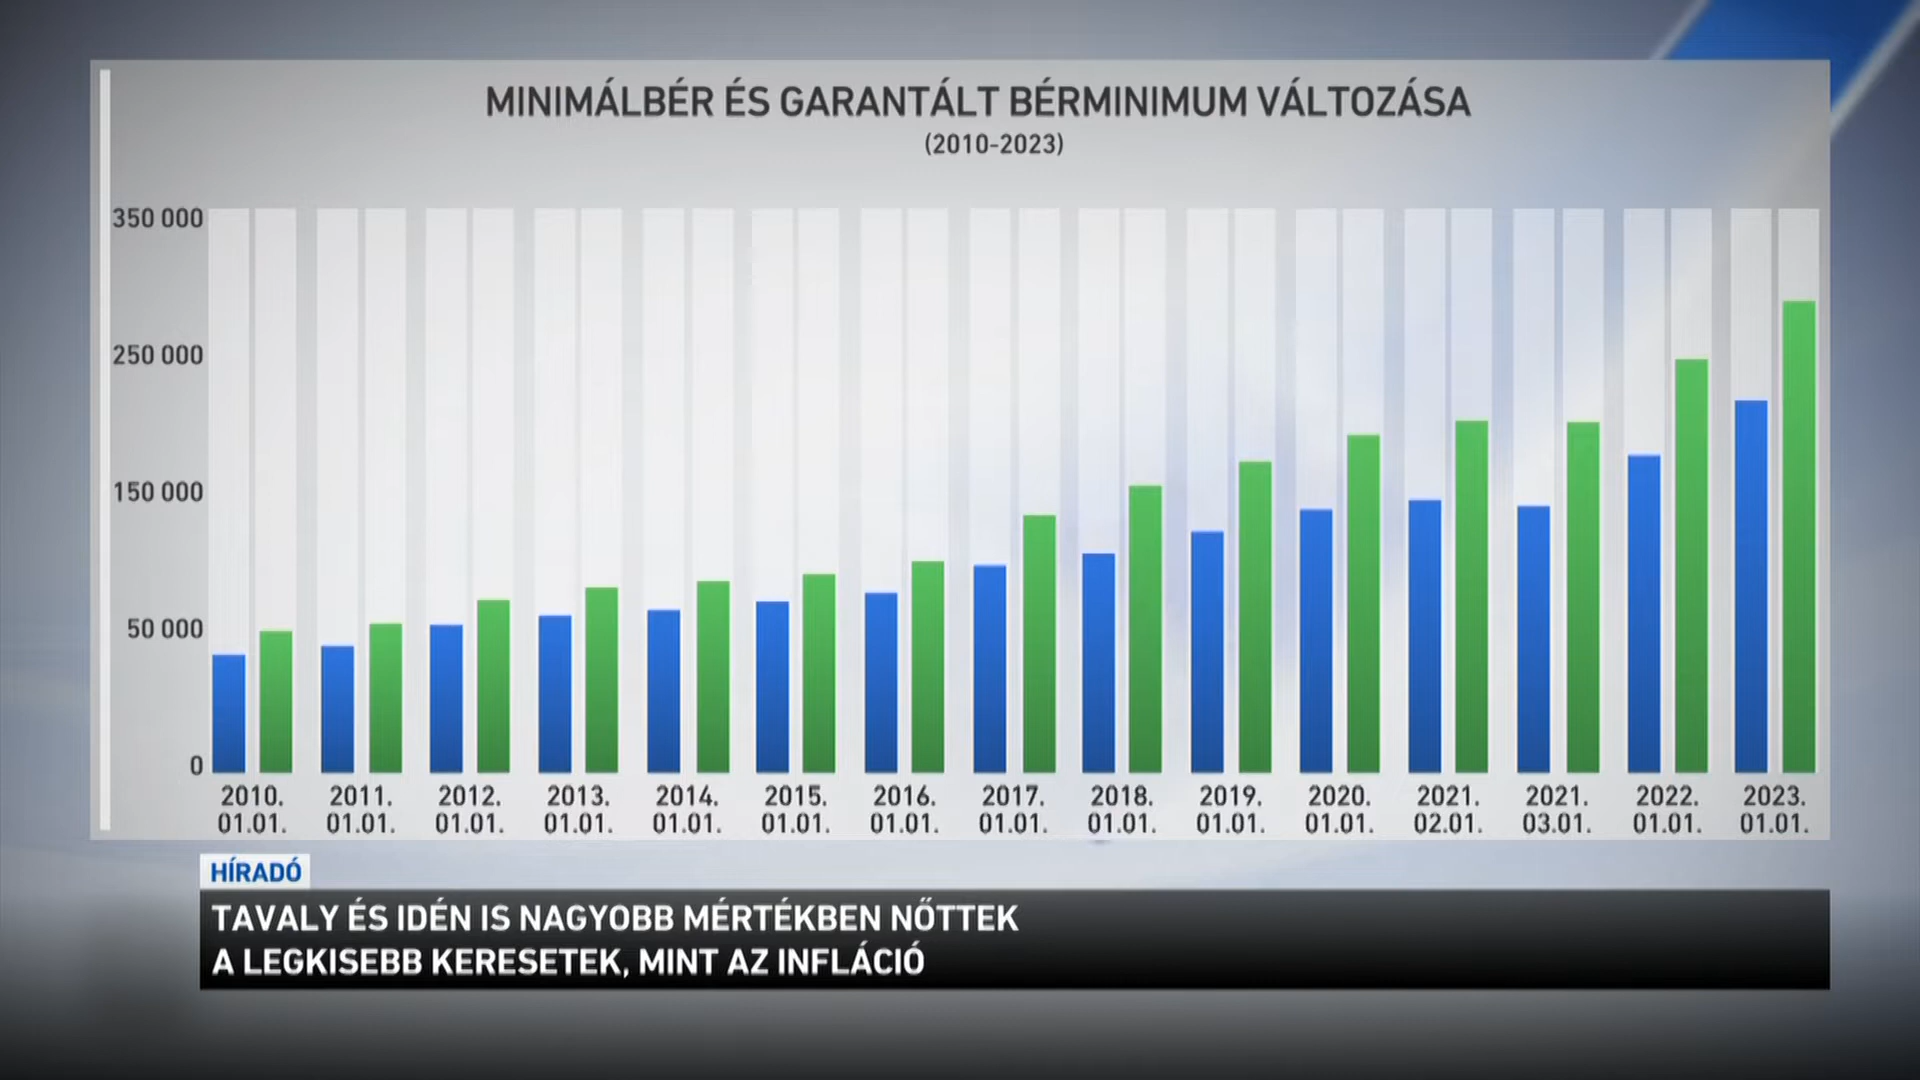 MINIMÁLBÉR ÉS GARANTÁLT BÉRMINIMUM VÁLTOZÁSA
(2010-2023)
350 000
250 000
150 000
50 000
0
2010. 2011. 2012. 2013. 2014. 2015. 2016. 2017. 2018. 2019. 2020. 2021. 2021. 2022. 2023.
01.01. 01.01. 01.01. 01.01. 01.01. 01.01. 01.01. 01.01. 01.01. 01.01. 01.01. 02.01. 03.01. 01.01. 01.01.
HÍRADÓ
TAVALY ÉS IDÉN IS NAGYOBB MÉRTÉKBEN NŐTTEK
A LEGKISEBB KERESETEK, MINT AZ INFLÁCIÓ